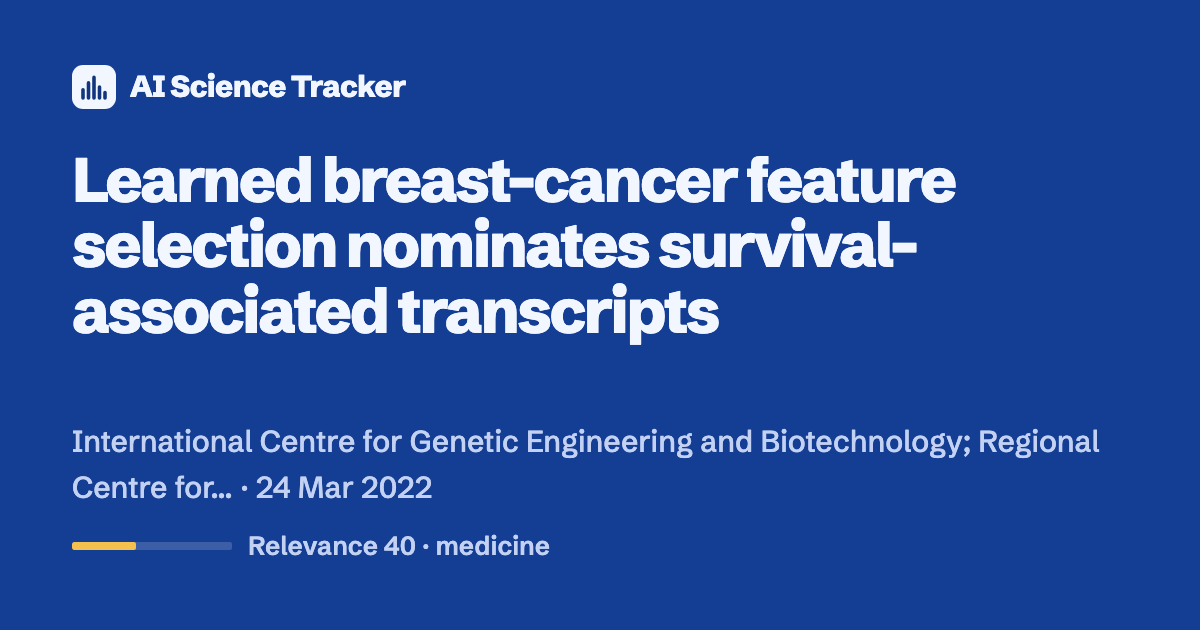 AI Science Tracker
Learned breast-cancer feature
selection nominates survival-
associated transcripts
International Centre for Genetic Engineering and Biotechnology; Regional
Centre for... · 24 Mar 2022
Relevance 40 · medicine